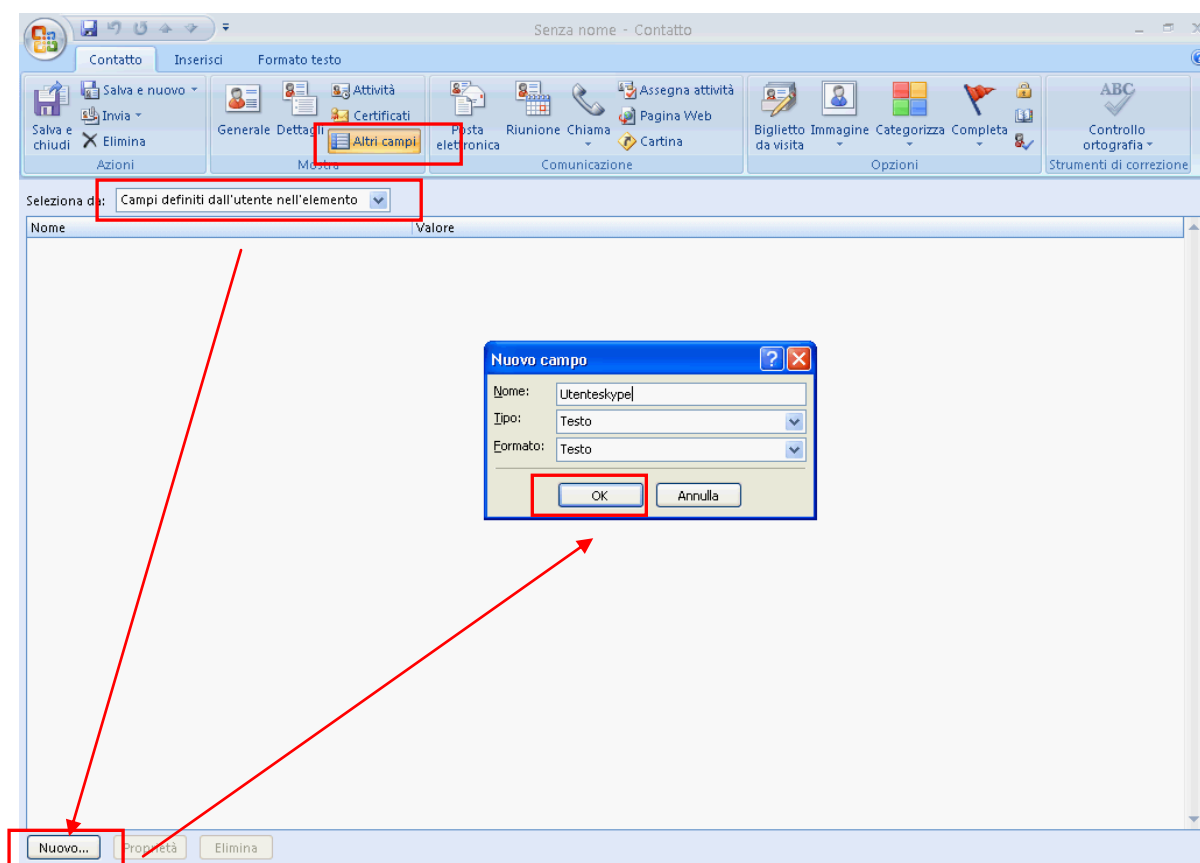 Senza nome - Contatto
Contatto Inserisci Formato testo
Salva e chiudi
Salva e nuovo
Invia
Elimina
Azioni
Generale
Dettagli
Attività
Certificati
Altri campi
Mostra
Posta elettronica
Riunione
Chiama
Assegna attività
Pagina Web
Cartina
Comunicazione
Biglietto da visita
Immagine
Categorizza
Completa
Opzioni
ABC
Controllo ortografia
Strumenti di correzione
Seleziona da: Campi definiti dall'utente nell'elemento
Nome Valore
Nuovo campo
Nome: Utenteskype
Tipo: Testo
Formato: Testo
OK Annulla
Nuovo... Proprietà Elimina